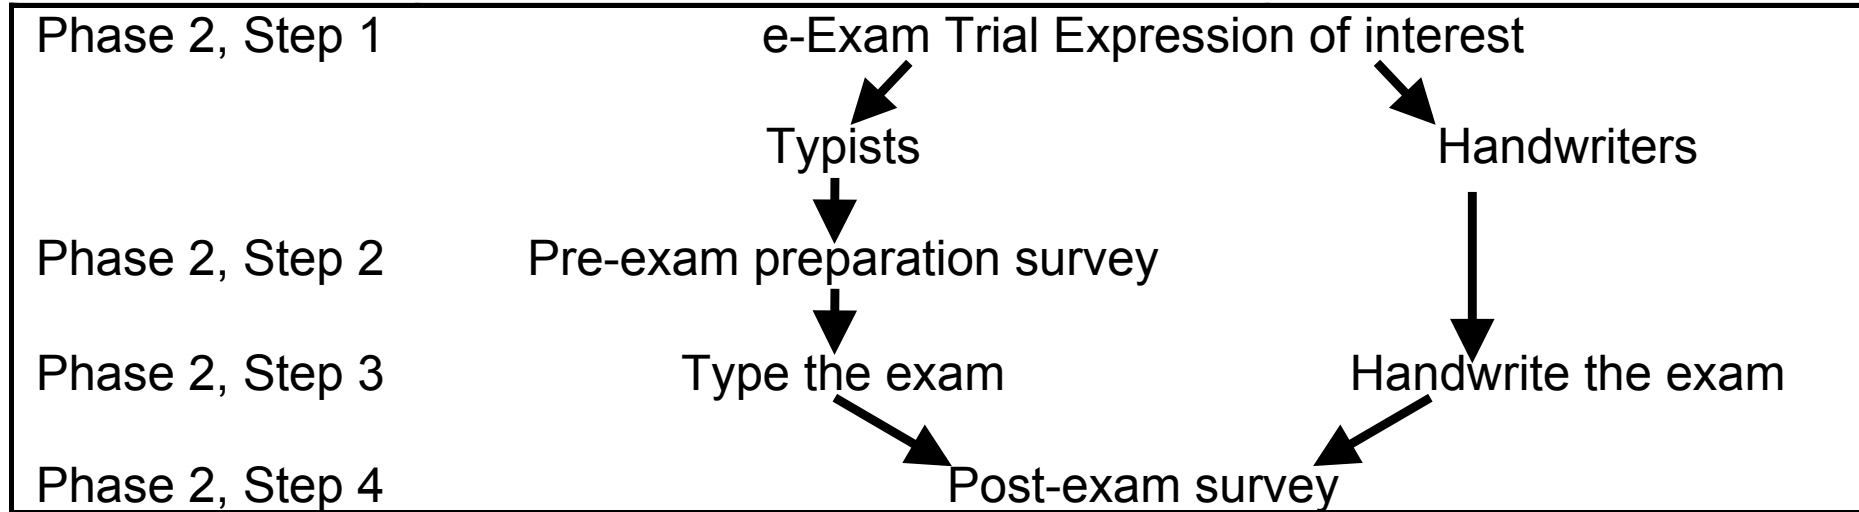 Phase 2, Step 1 e-Exam Trial Expression of interest
Typists Handwriters
Phase 2, Step 2 Pre-exam preparation survey
Phase 2, Step 3 Type the exam Handwrite the exam
Phase 2, Step 4 Post-exam survey